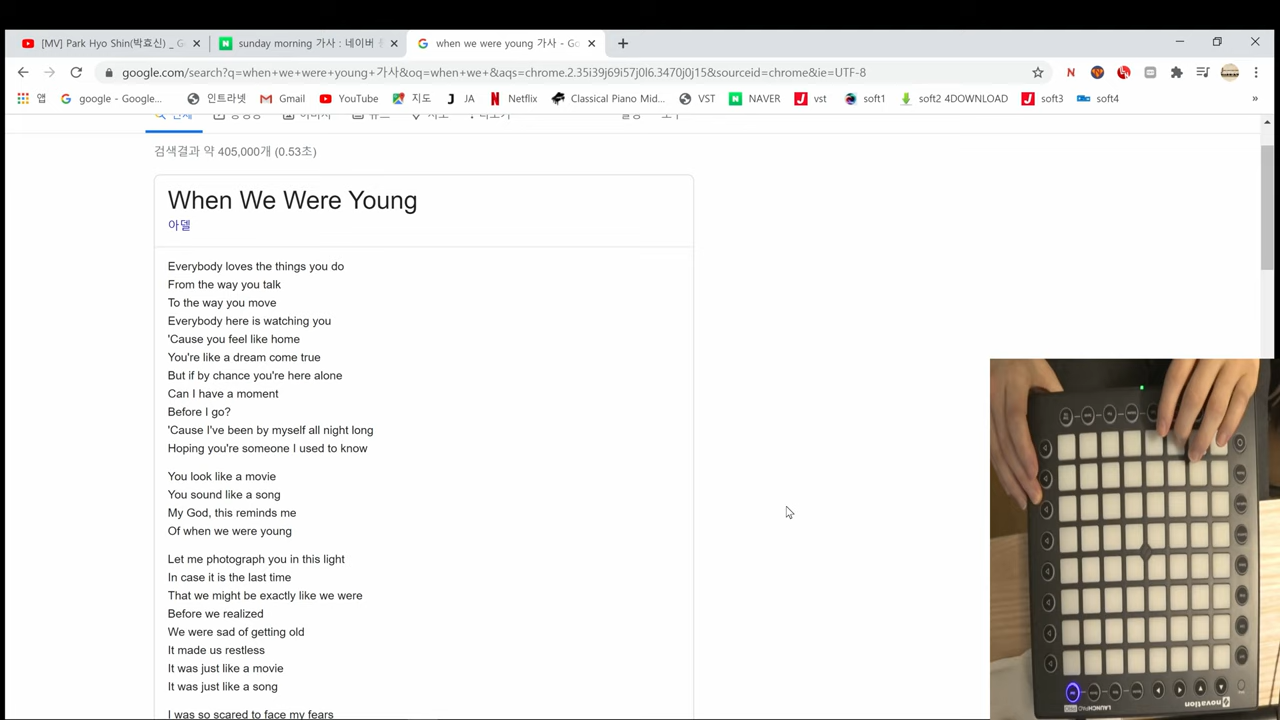 [MV] Park Hyo Shin(박효신) _ G
sunday morning 가사 : 네이버
when we were young 가사 - Go
google.com/search?q=when+we+were+young+가사&oq=when+we+&aqs=chrome.2.35i39j69i57j0l6.3470j0j15&sourceid=chrome&ie=UTF-8
앱 google - Google... 인트라넷 Gmail YouTube 지도 JA Netflix Classical Piano Mid... VST NAVER vst soft1 soft2 4DOWNLOAD soft3 soft4
검색결과 약 405,000개 (0.53초)
When We Were Young
아델
Everybody loves the things you do
From the way you talk
To the way you move
Everybody here is watching you
'Cause you feel like home
You're like a dream come true
But if by chance you're here alone
Can I have a moment
Before I go?
'Cause I've been by myself all night long
Hoping you're someone I used to know
You look like a movie
You sound like a song
My God, this reminds me
Of when we were young
Let me photograph you in this light
In case it is the last time
That we might be exactly like we were
Before we realized
We were sad of getting old
It made us restless
It was just like a movie
It was just like a song
I was so scared to face my fears
novation
LAUNCHPAD PRO